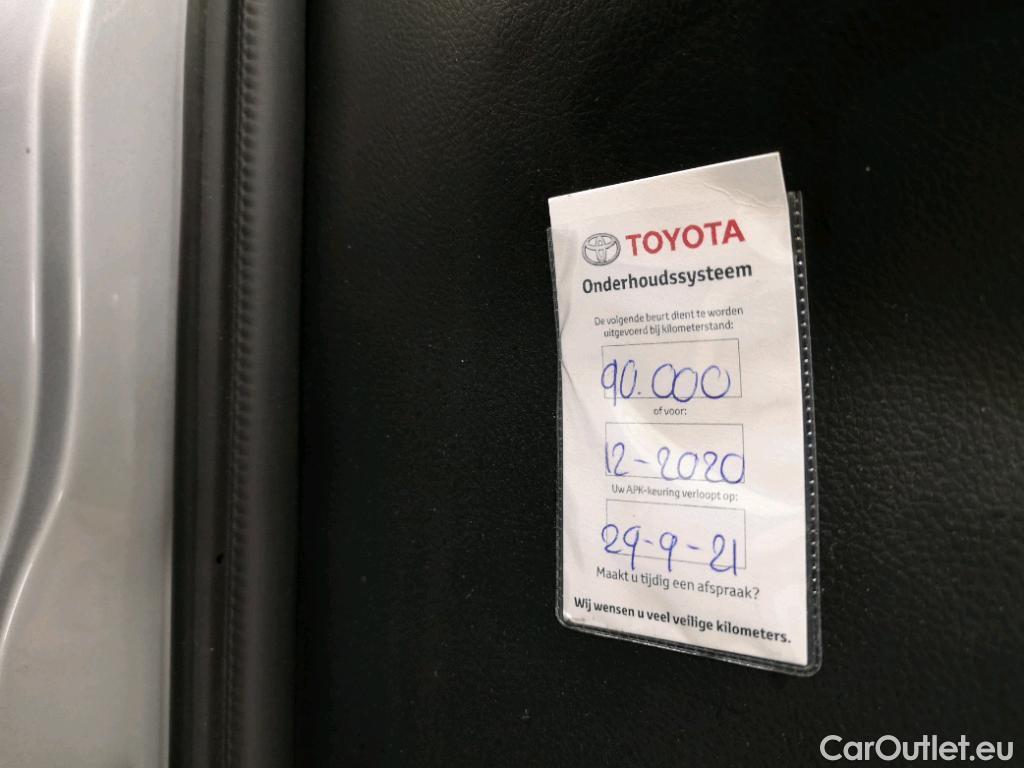 TOYOTA
Onderhoudssysteem
De volgende beurt dient te worden
uitgevoerd bij kilometerstand:
90.000
of voor:
12-2020
Uw APK-keuring verloopt op:
29-9-21
Maakt u tijdig een afspraak?
Wij wensen u veel veilige kilometers.
CarOutlet.eu